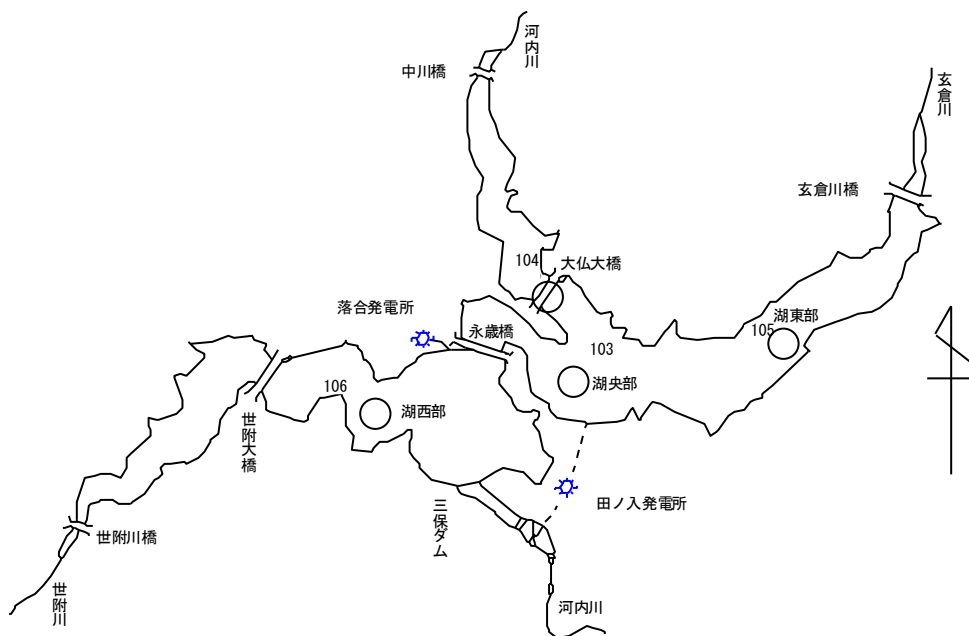 河内川
中川橋
玄倉川
玄倉川橋
104
大仏大橋
落合発電所
永歳橋
103
105
湖東部
湖央部
106
湖西部
世附大橋
三保ダム
田ノ入発電所
世附川橋
世附川
河内川